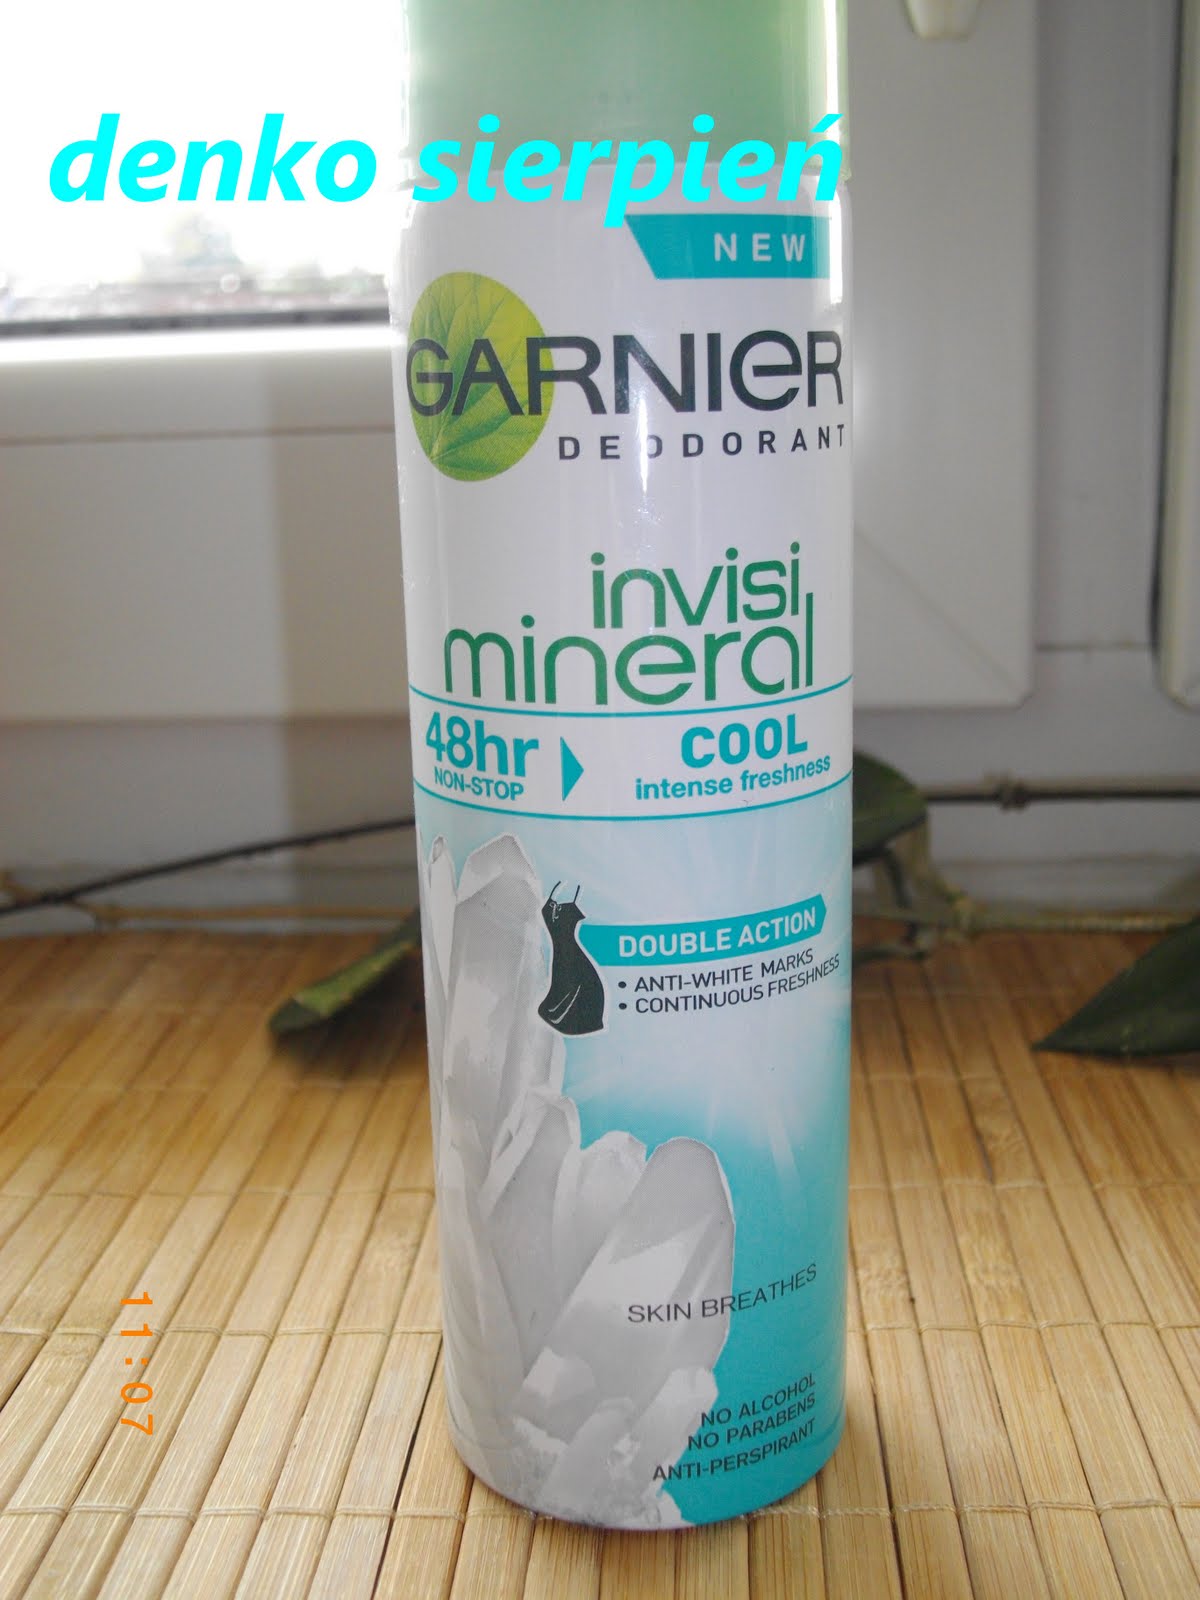 denko sierpień
NEW
GARNIER
DEODORANT
invisi
mineral
48hr
NON-STOP
COOL
intense freshness
DOUBLE ACTION
• ANTI-WHITE MARKS
• CONTINUOUS FRESHNESS
SKIN BREATHES
NO ALCOHOL
NO PARABENS
ANTI-PERSPIRANT
11:07